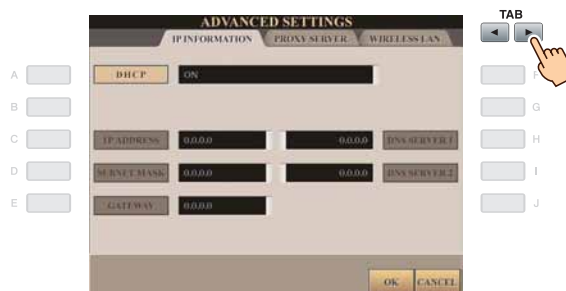 TAB
ADVANCED SETTINGS
IP INFORMATION PROXY SERVER WIRELESS LAN
A DHCP ON F
B G
C IP ADDRESS 0.0.0.0 0.0.0.0 DNS SERVER 1 H
D SUBNET MASK 0.0.0.0 0.0.0.0 DNS SERVER 2 I
E GATEWAY 0.0.0.0 J
OK CANCEL